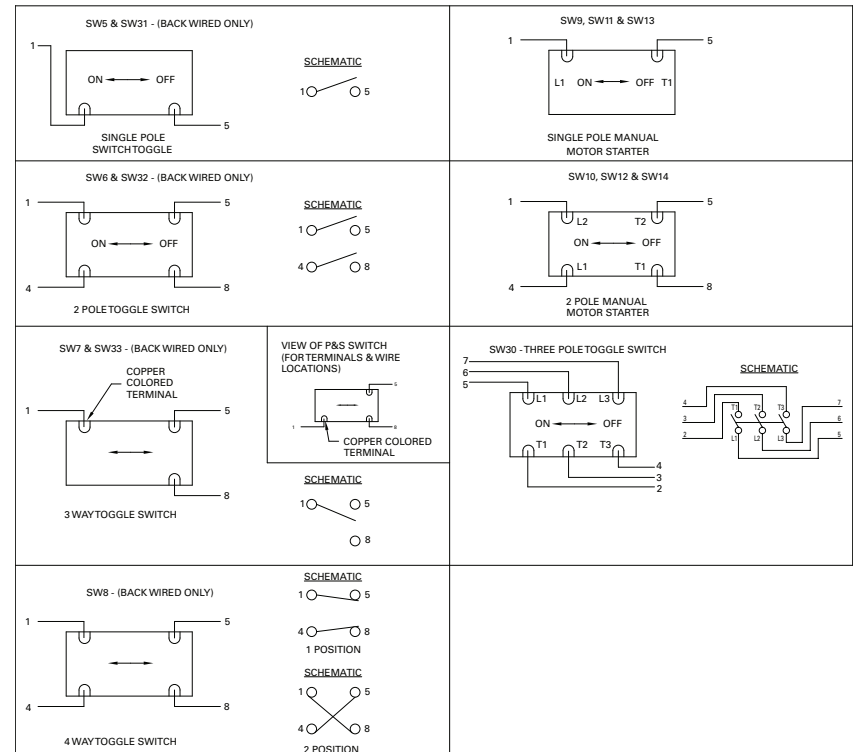 SW5 & SW31 - (BACK WIRED ONLY)
1
ON OFF
5
SINGLE POLE
SWITCH TOGGLE
SCHEMATIC
1 5
SW9, SW11 & SW13
1 5
L1 ON OFF T1
SINGLE POLE MANUAL
MOTOR STARTER
SW6 & SW32 - (BACK WIRED ONLY)
1 5
ON OFF
4 8
2 POLE TOGGLE SWITCH
SCHEMATIC
1 5
4 8
SW10, SW12 & SW14
1 5
L2 T2
ON OFF
L1 T1
4 8
2 POLE MANUAL
MOTOR STARTER
SW7 & SW33 - (BACK WIRED ONLY)
COPPER
COLORED
TERMINAL
1 5
8
3 WAY TOGGLE SWITCH
VIEW OF P&S SWITCH
(FOR TERMINALS & WIRE
LOCATIONS)
5
1 8
COPPER COLORED
TERMINAL
SCHEMATIC
1 5
8
SW30 - THREE POLE TOGGLE SWITCH
7
6
5
L1 L2 L3
ON OFF
T1 T2 T3
4
3
2
SCHEMATIC
4 T1 T2 T3 7
3 6
2 L1 L2 L3 5
SW8 - (BACK WIRED ONLY)
1 5
4 8
4 WAY TOGGLE SWITCH
SCHEMATIC
1 5
4 8
1 POSITION
SCHEMATIC
1 5
4 8
2 POSITION